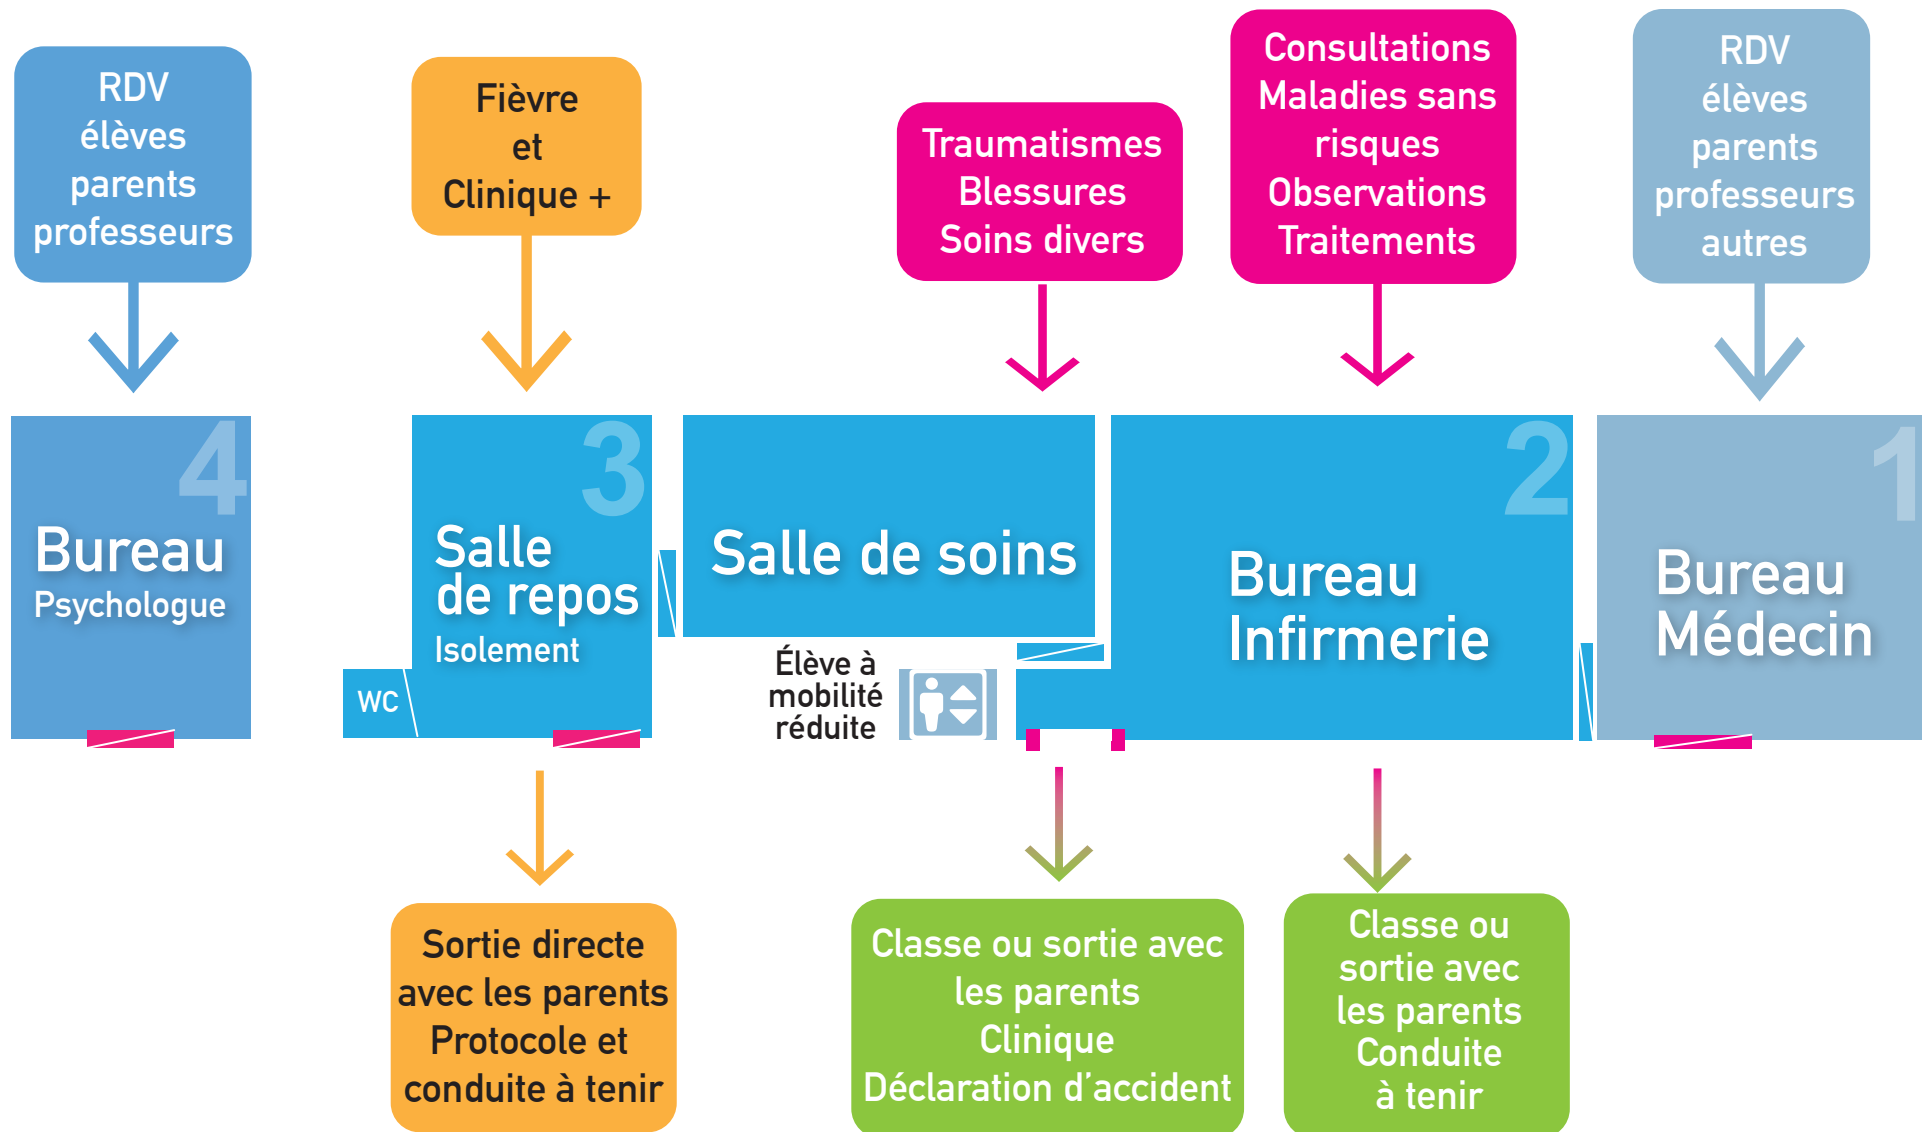 RDV
élèves
parents
professeurs
Fièvre
et
Clinique +
Traumatismes
Blessures
Soins divers
Consultations
Maladies sans
risques
Observations
Traitements
RDV
élèves
parents
professeurs
autres
4
Bureau
Psychologue
3
Salle
de repos
Isolement
WC
Salle de soins
Élève à
mobilité
réduite
2
Bureau
Infirmerie
1
Bureau
Médecin
Sortie directe
avec les parents
Protocole et
conduite à tenir
Classe ou sortie avec
les parents
Clinique
Déclaration d'accident
Classe ou
sortie avec
les parents
Conduite
à tenir